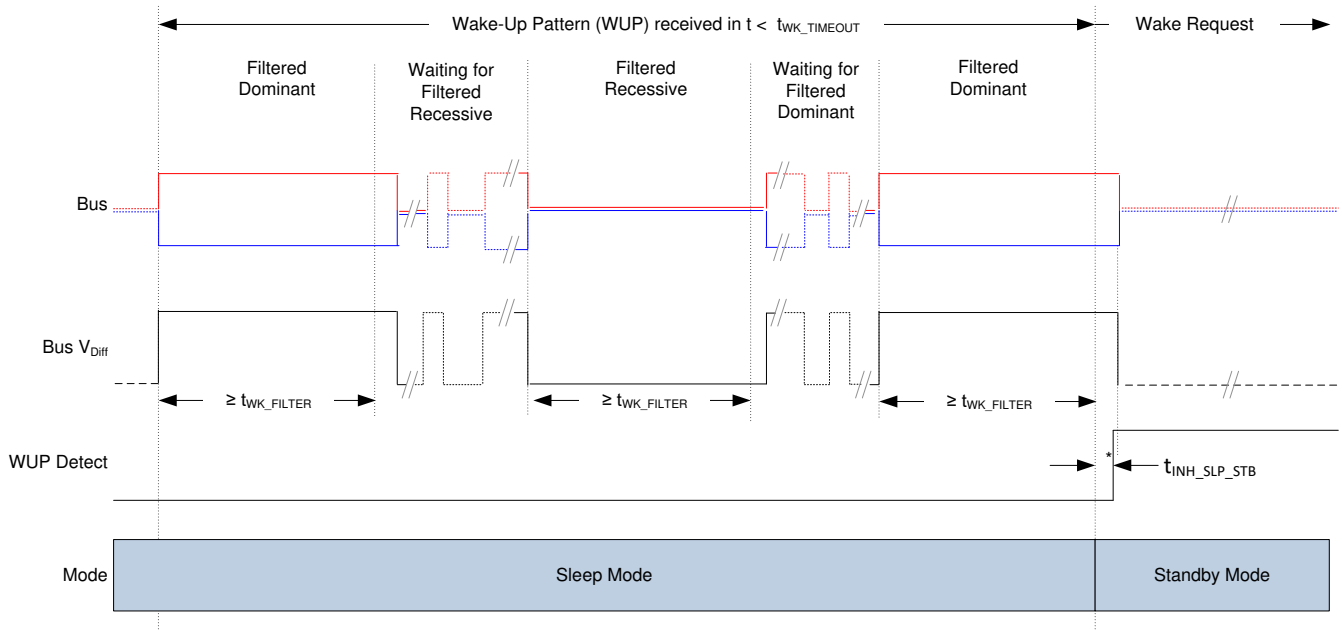 Wake-Up Pattern (WUP) received in t < tWK_TIMEOUT
Wake Request
Filtered
Dominant
Waiting for
Filtered
Recessive
Filtered
Recessive
Waiting for
Filtered
Dominant
Filtered
Dominant
Bus
Bus VDiff
≥ tWK_FILTER
≥ tWK_FILTER
≥ tWK_FILTER
WUP Detect
*
tINH_SLP_STB
Mode
Sleep Mode
Standby Mode